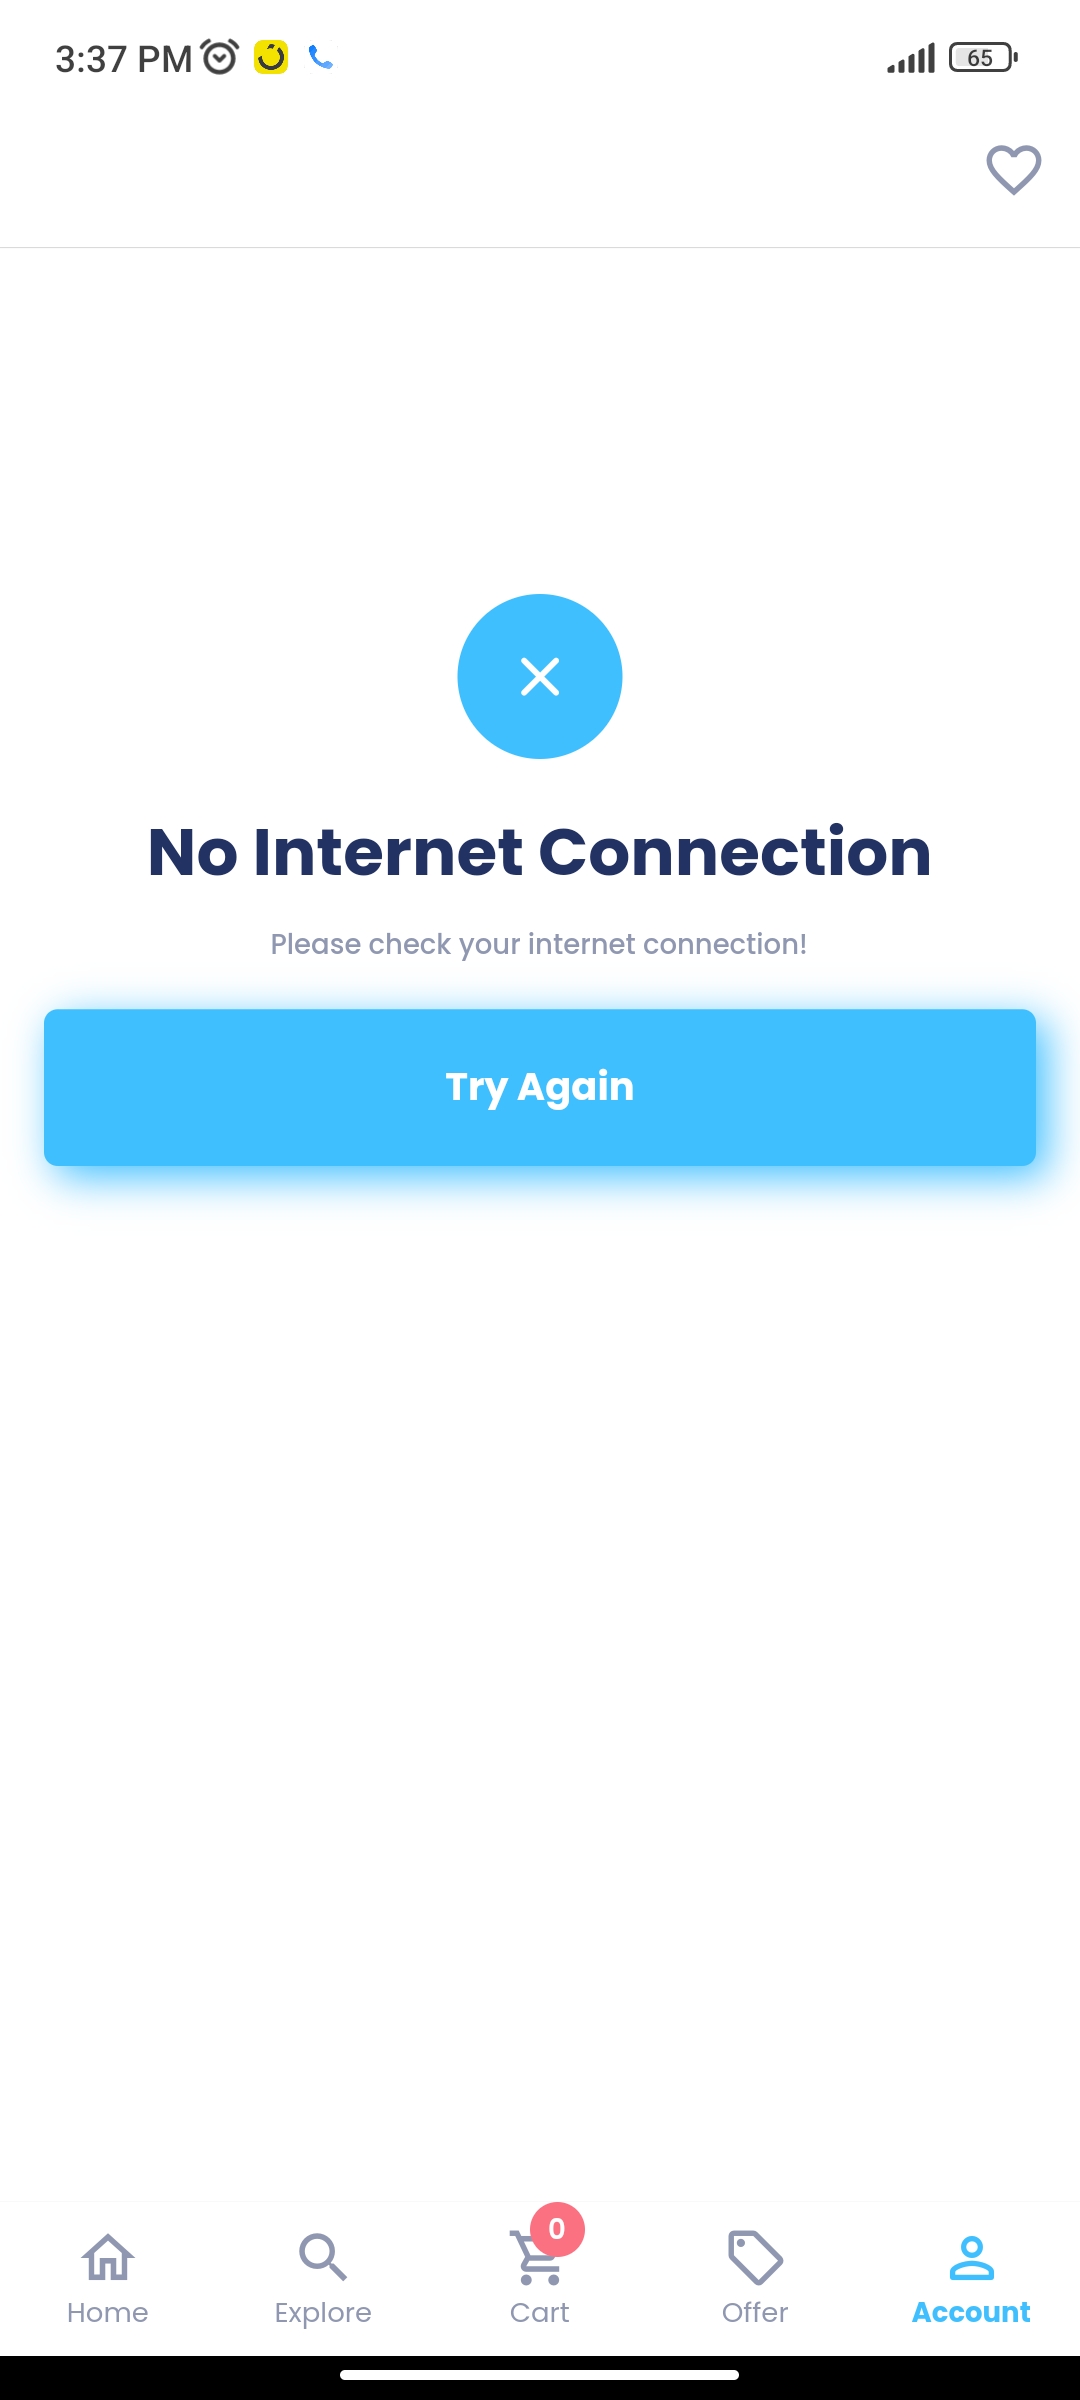 3:37 PM
65
No Internet Connection
Please check your internet connection!
Try Again
0
Home
Explore
Cart
Offer
Account